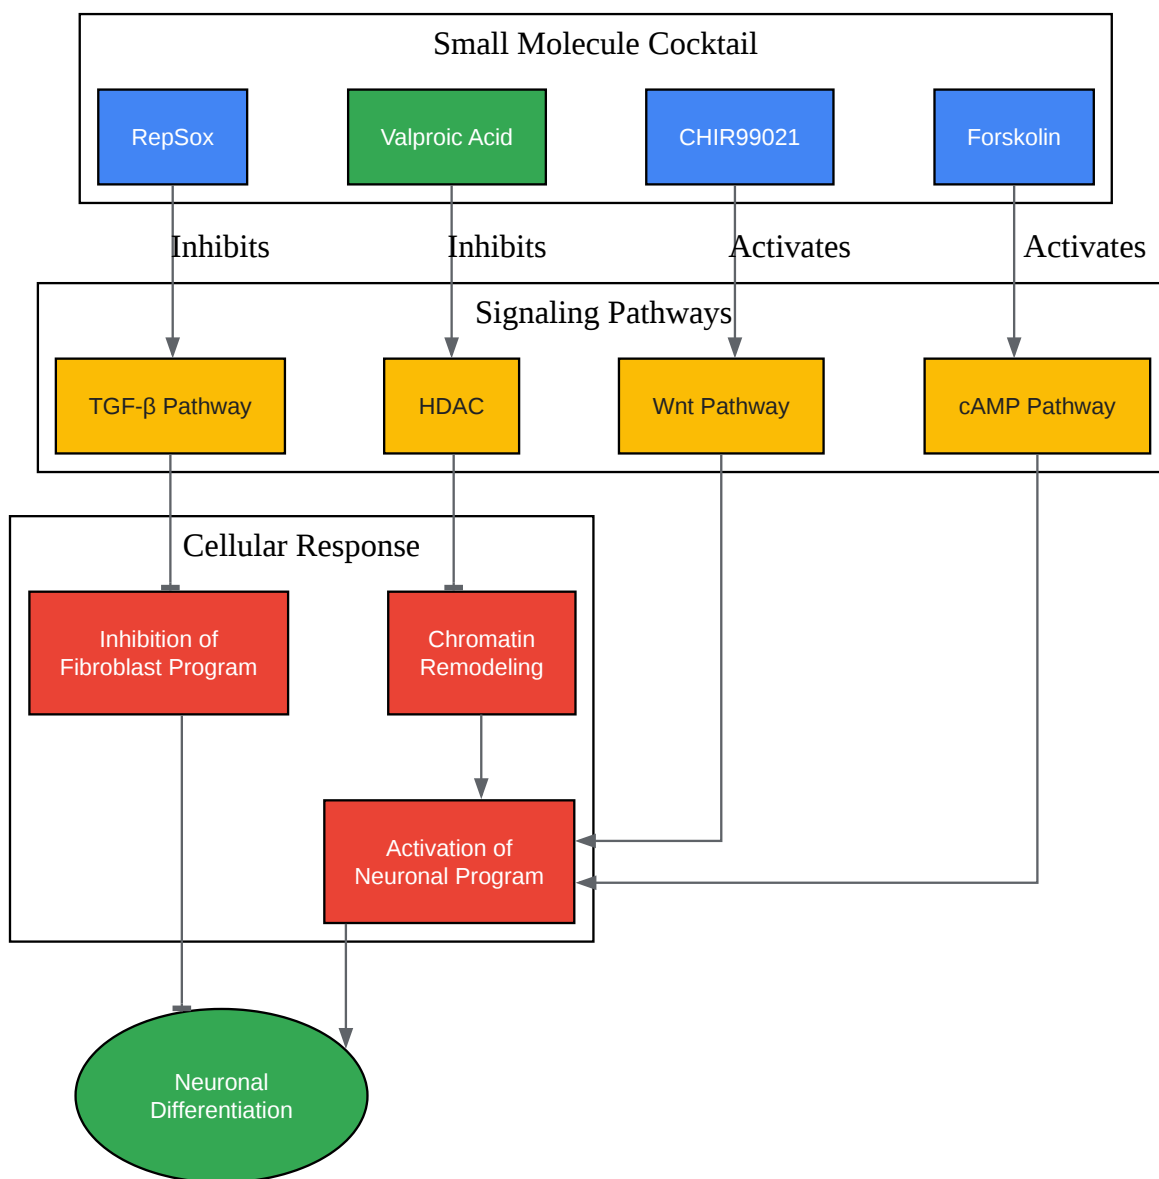 Small Molecule Cocktail
RepSox
Valproic Acid
CHIR99021
Forskolin
Inhibits
Inhibits
Activates
Activates
Signaling Pathways
TGF-β Pathway
HDAC
Wnt Pathway
cAMP Pathway
Cellular Response
Inhibition of
Fibroblast Program
Chromatin
Remodeling
Activation of
Neuronal Program
Neuronal
Differentiation